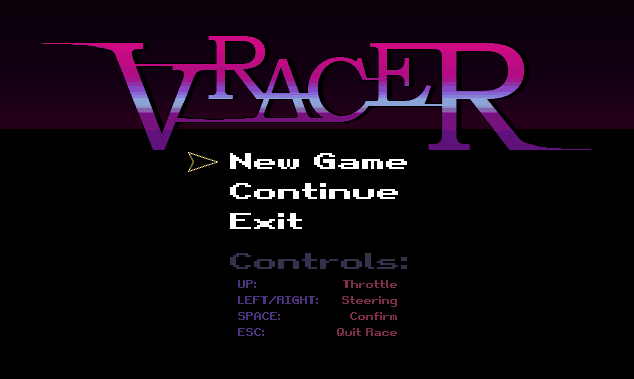 VRACER
New Game
Continue
Exit
Controls:
UP: Throttle
LEFT/RIGHT: Steering
SPACE: Confirm
ESC: Quit Race